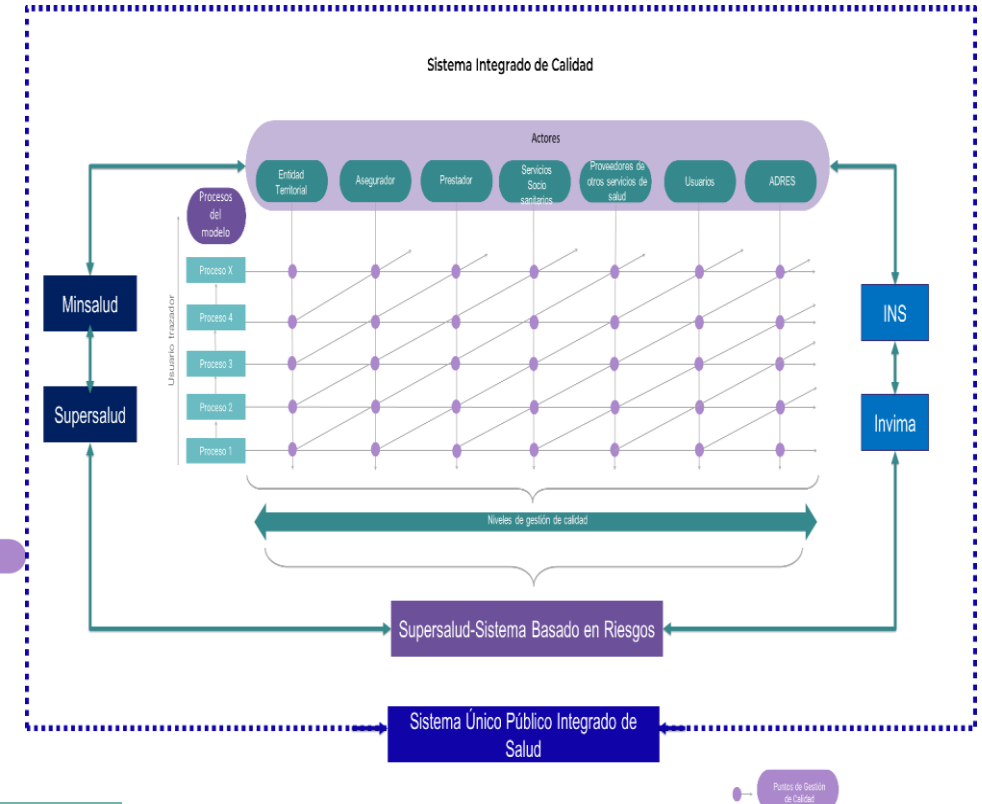 Sistema Integrado de Calidad
Actores
Entidad
Territorial
Asegurador
Prestador
Servicios
Socio
sanitarios
Proveedores de
otros servicios de
salud
Usuarios
ADRES
Procesos
del
modelo
Usuario trazador
Proceso X
Proceso 4
Proceso 3
Proceso 2
Proceso 1
Minsalud
Supersalud
INS
Invima
Niveles de gestión de calidad
Supersalud-Sistema Basado en Riesgos
Sistema Único Público Integrado de
Salud
Puntos de Gestión
de Calidad